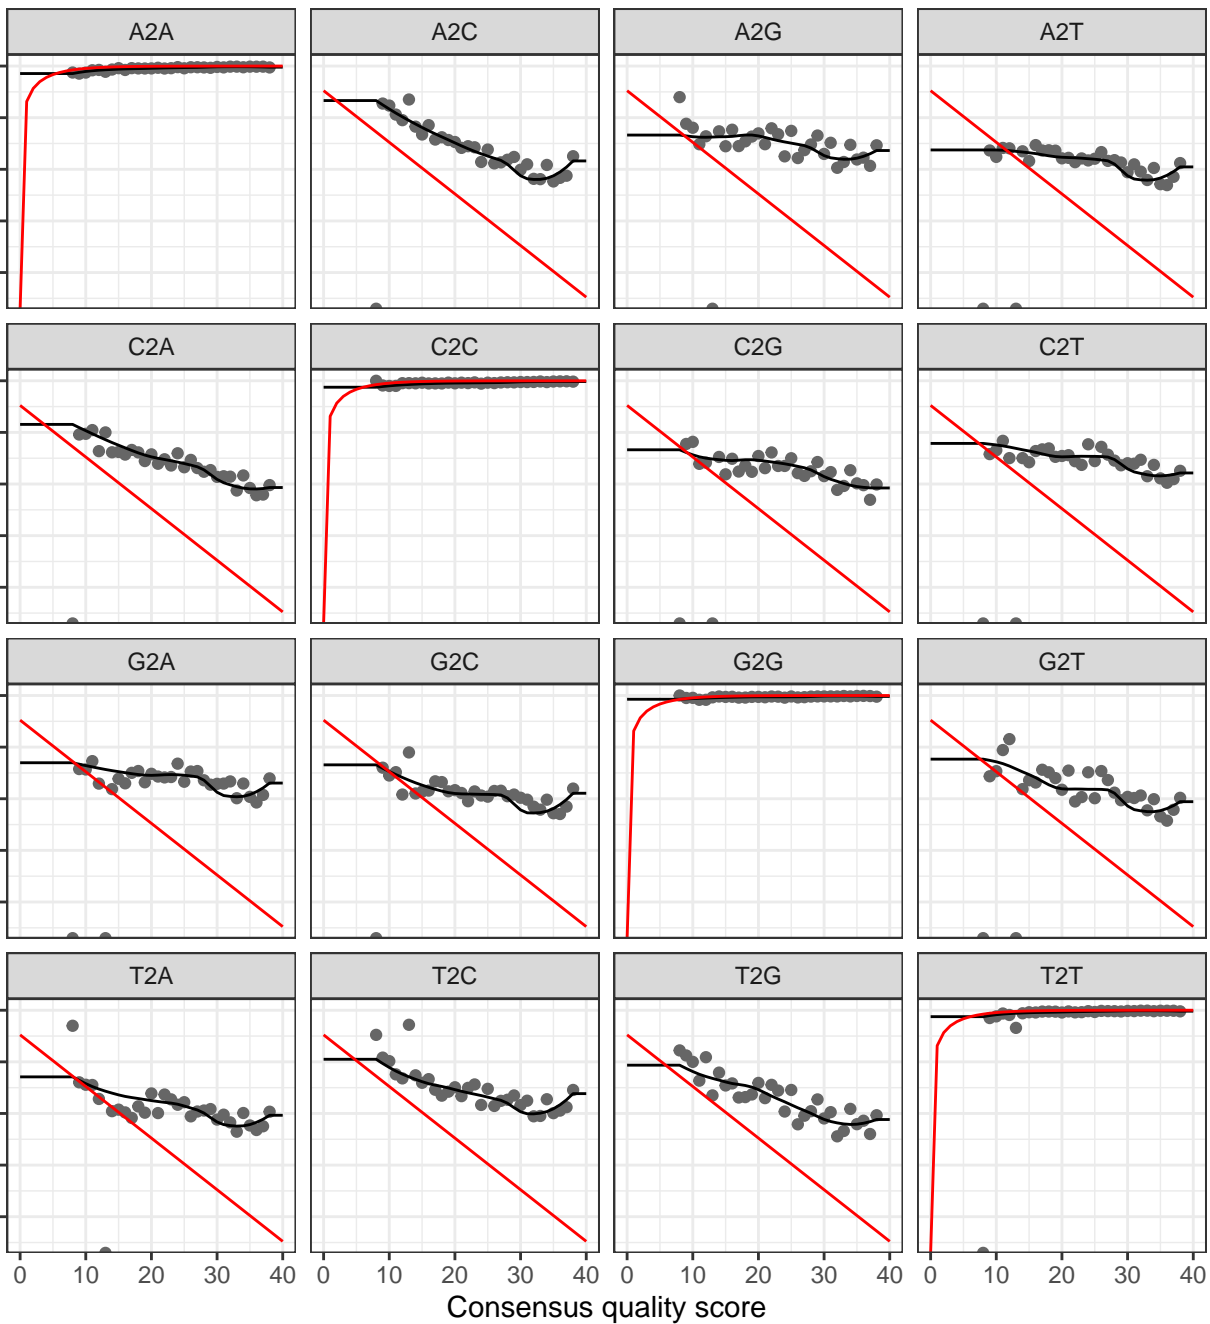 A2A A2C A2G A2T
C2A C2C C2G C2T
G2A G2C G2G G2T
T2A T2C T2G T2T
0 10 20 30 40 0 10 20 30 40 0 10 20 30 40 0 10 20 30 40
Consensus quality score